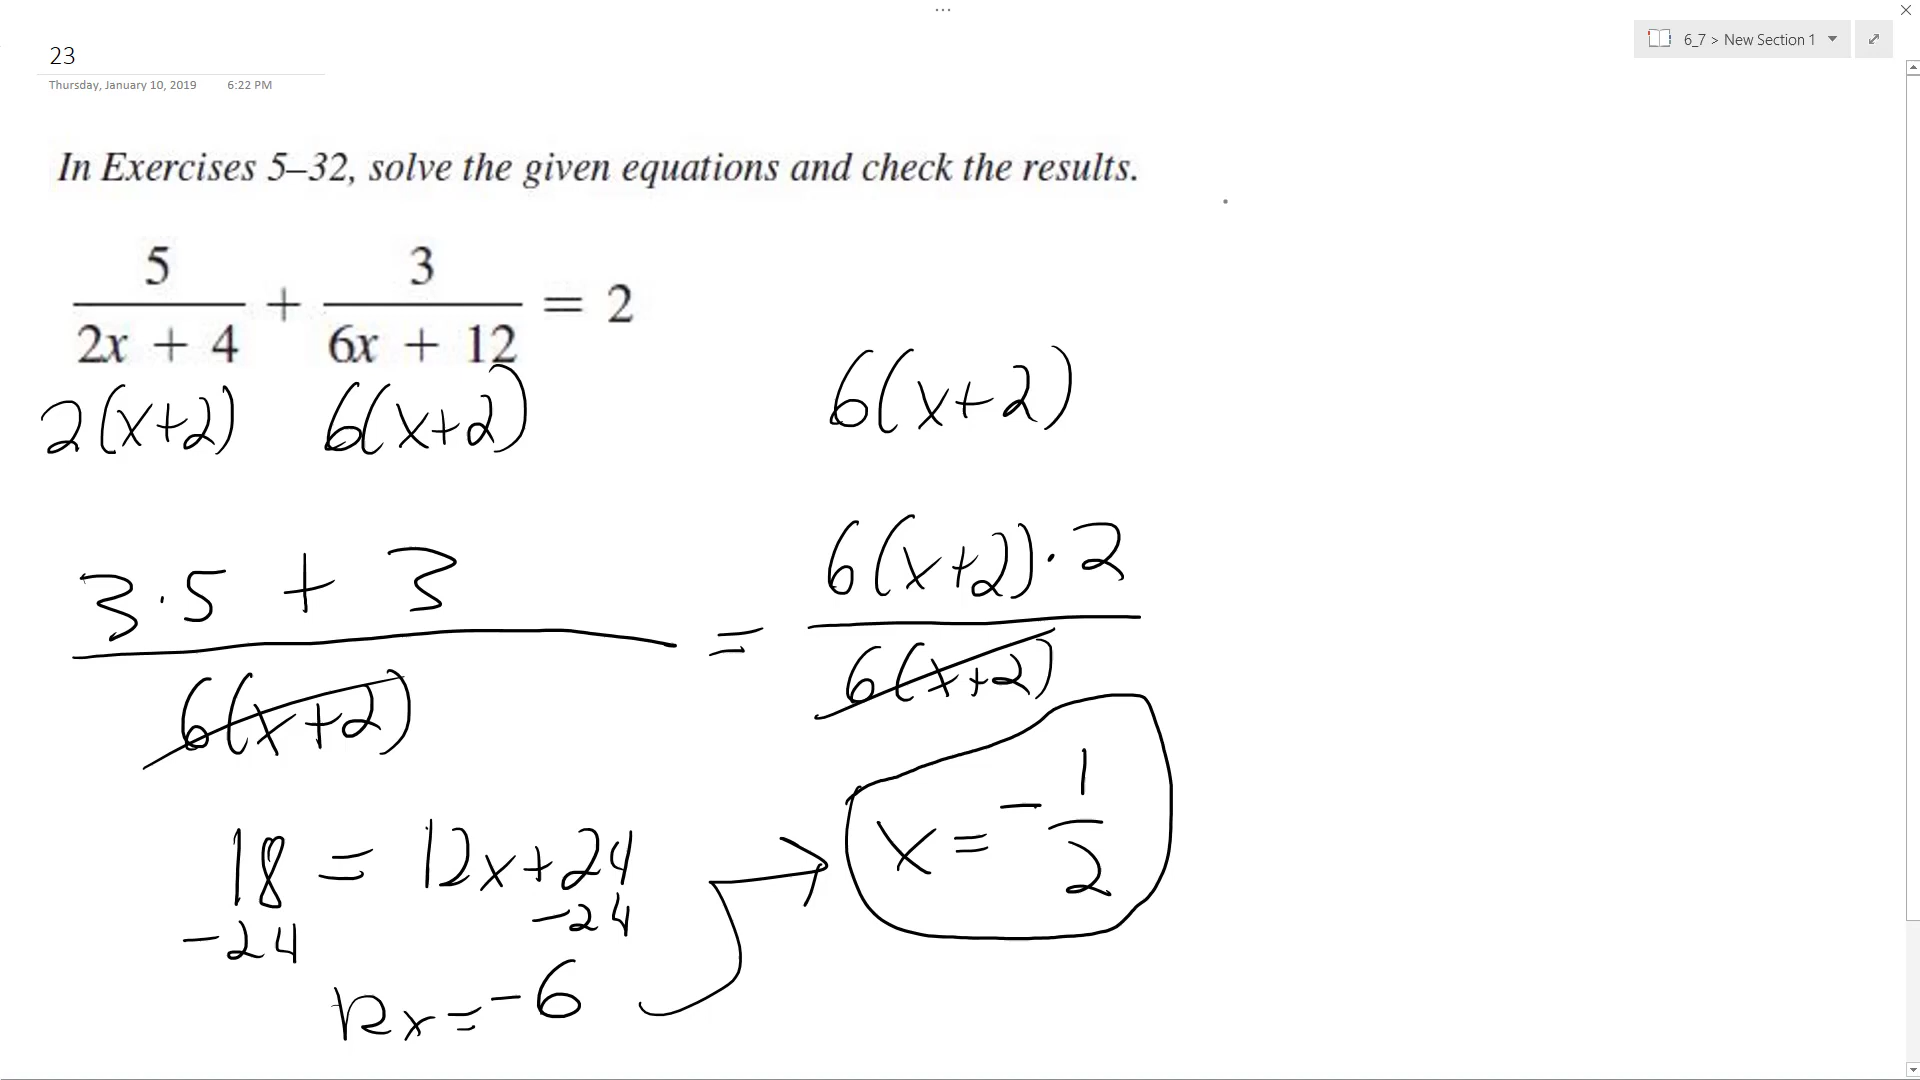 ...
6_7 > New Section 1
23
Thursday, January 10, 2019 6:22 PM
In Exercises 5–32, solve the given equations and check the results.
5/(2x + 4) + 3/(6x + 12) = 2
2(x+2) 6(x+2) 6(x+2)
(3·5 + 3)/(6(x+2)) = (6(x+2)·2)/(6(x+2))
18 = 12x+24
-24 -24
12x=-6
x=-1/2